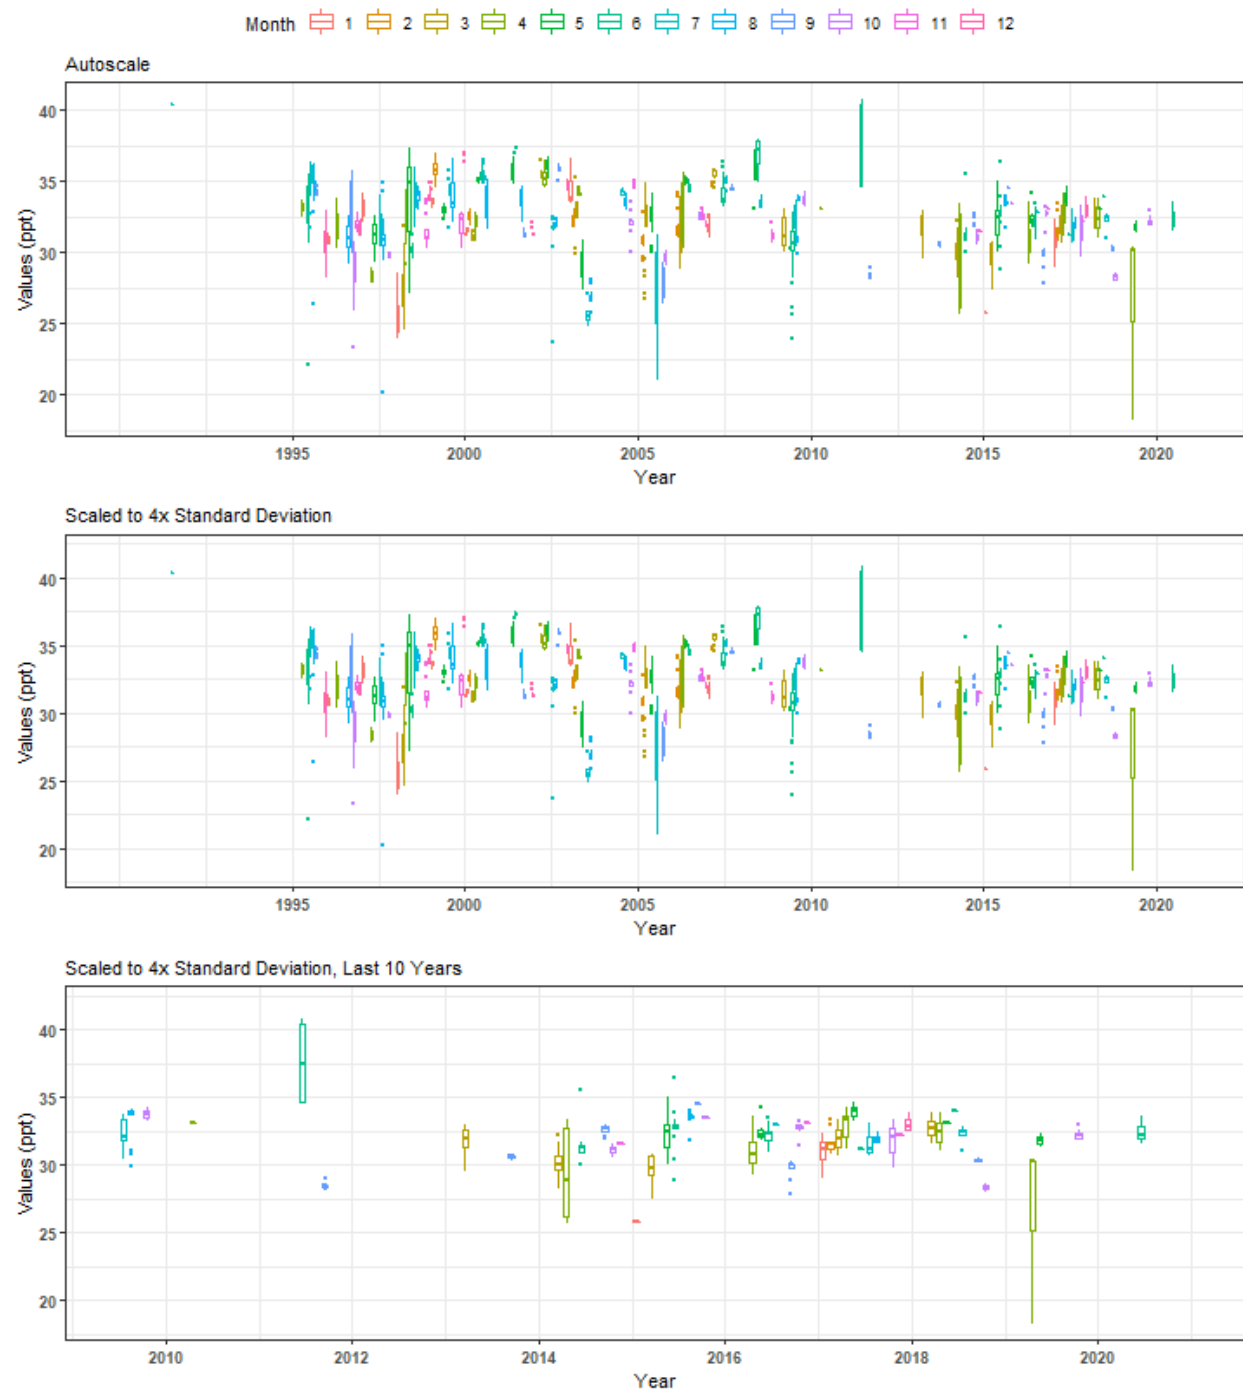 Month 1 2 3 4 5 6 7 8 9 10 11 12
Autoscale
40
35
30
25
20
Values (ppt)
1995 2000 2005 2010 2015 2020
Year
Scaled to 4x Standard Deviation
40
35
30
25
20
Values (ppt)
1995 2000 2005 2010 2015 2020
Year
Scaled to 4x Standard Deviation, Last 10 Years
40
35
30
25
20
Values (ppt)
2010 2012 2014 2016 2018 2020
Year